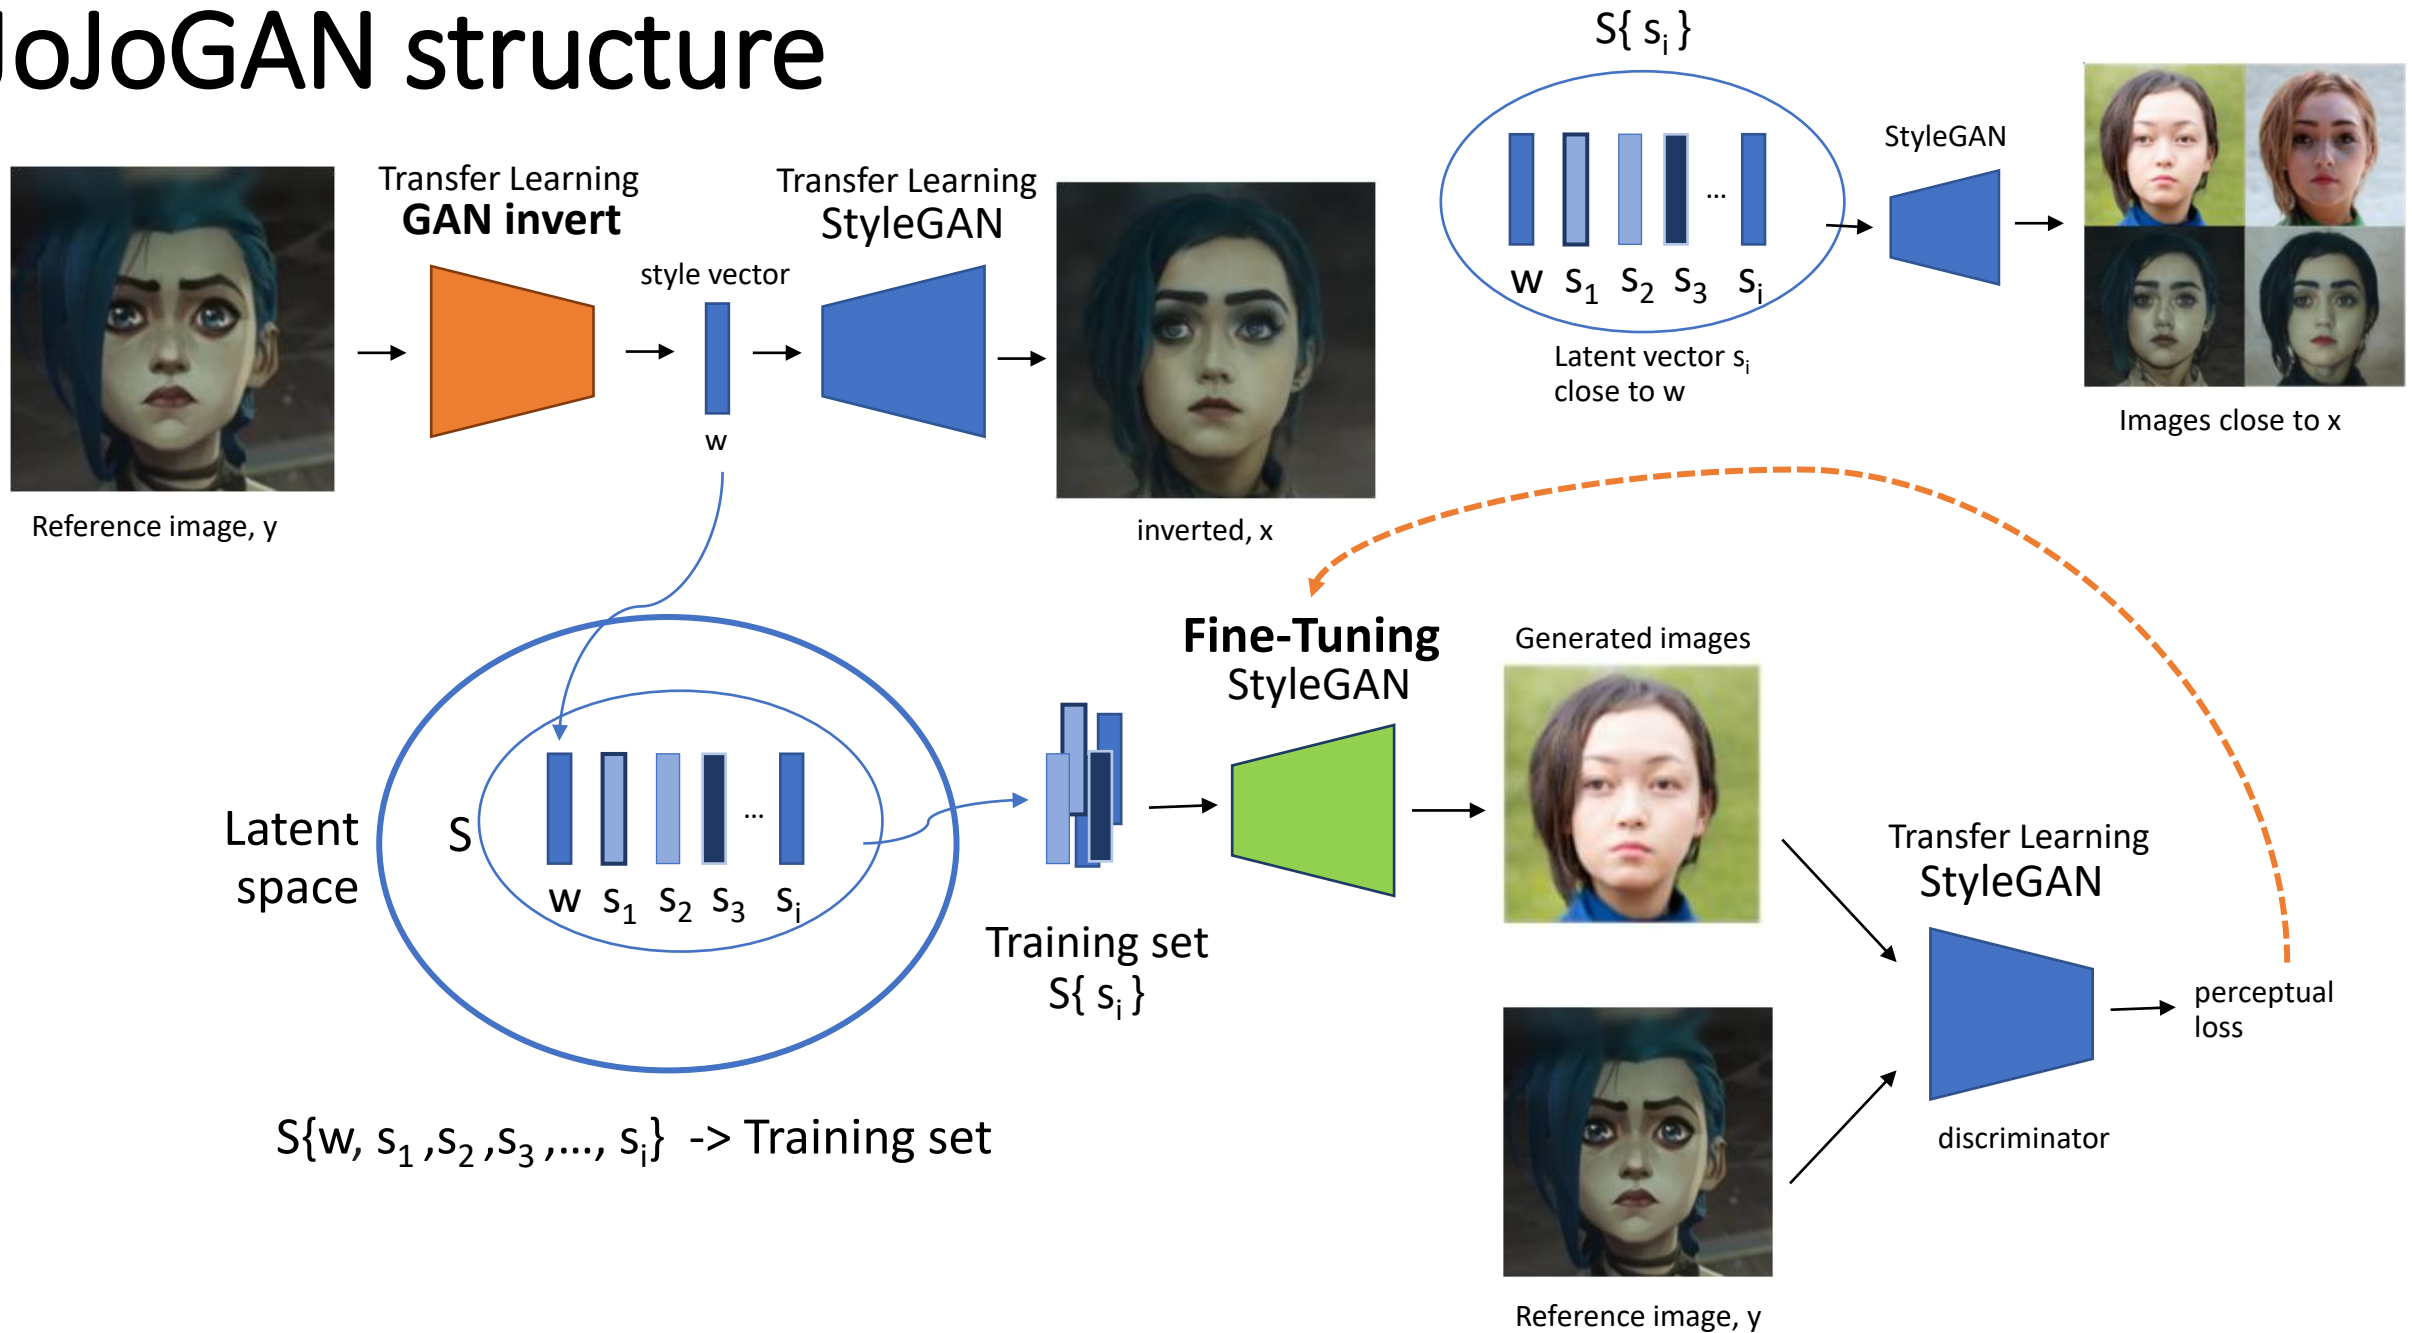 JoJoGAN structure
Transfer Learning
GAN invert
style vector
w
Transfer Learning
StyleGAN
Reference image, y
inverted, x
S{ sᵢ }
w s₁ s₂ s₃ ... sᵢ
Latent vector sᵢ
close to w
StyleGAN
Images close to x
Latent
space
S
w s₁ s₂ s₃ ... sᵢ
S{w, s₁ ,s₂ ,s₃ ,..., sᵢ} -> Training set
Training set
S{ sᵢ }
Fine-Tuning
StyleGAN
Generated images
Reference image, y
Transfer Learning
StyleGAN
discriminator
perceptual
loss